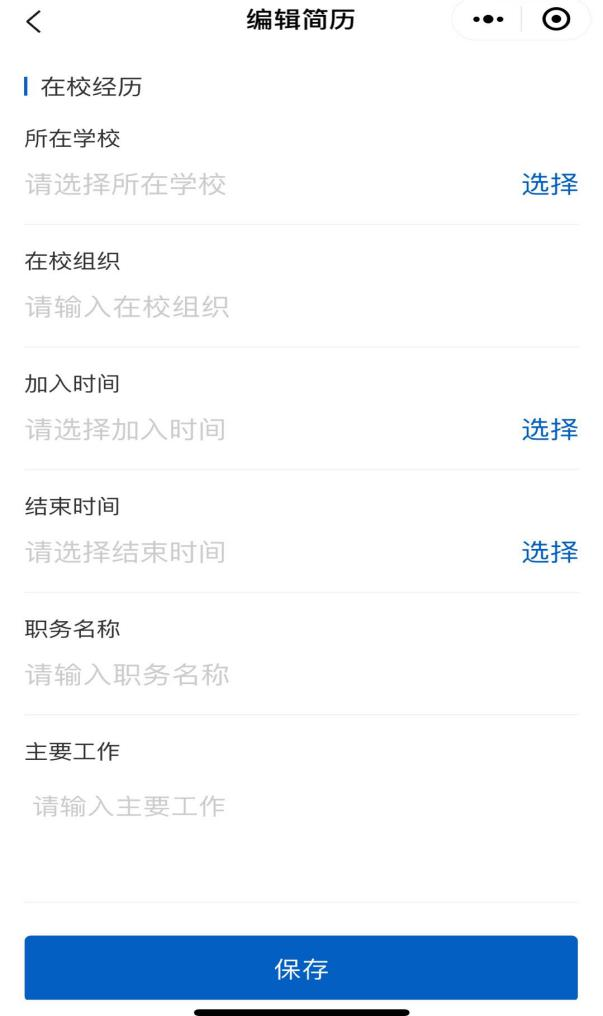 编辑简历
在校经历
所在学校
请选择所在学校 选择
在校组织
请输入在校组织
加入时间
请选择加入时间 选择
结束时间
请选择结束时间 选择
职务名称
请输入职务名称
主要工作
请输入主要工作
保存